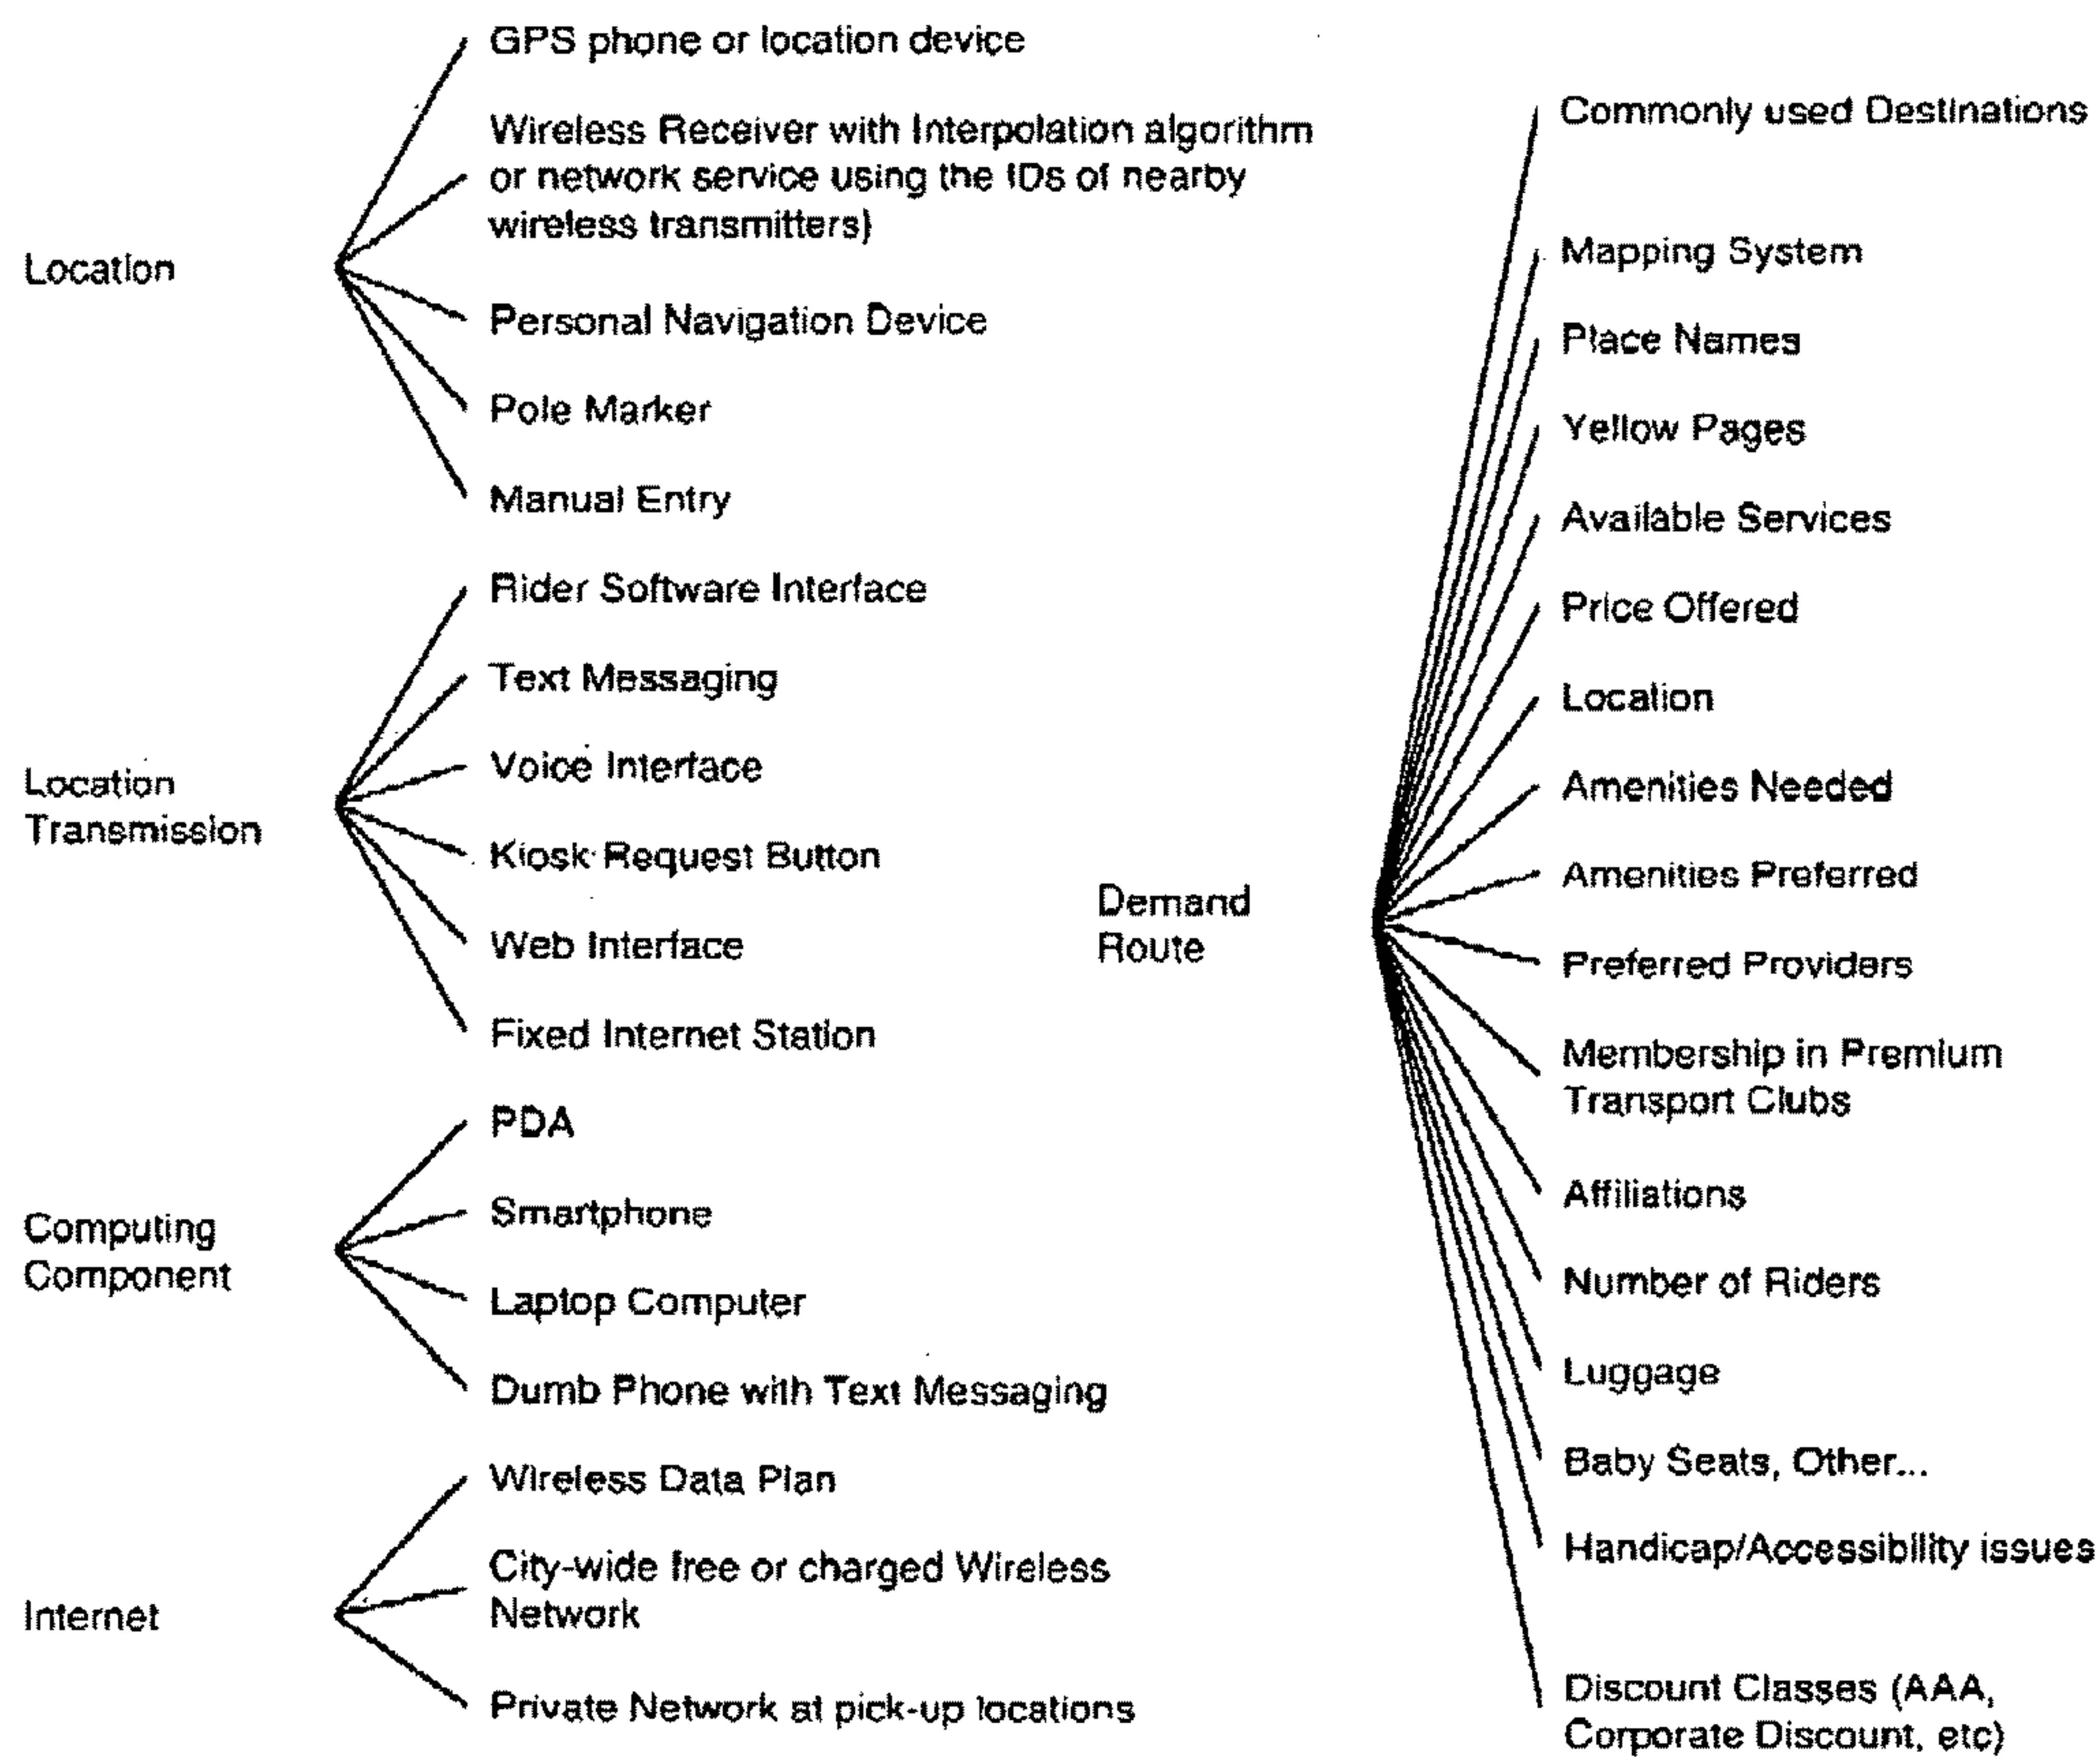 Location
GPS phone or location device
Wireless Receiver with Interpolation algorithm
or network service using the IDs of nearby
wireless transmitters)
Personal Navigation Device
Pole Marker
Manual Entry
Location
Transmission
Rider Software Interface
Text Messaging
Voice Interface
Kiosk Request Button
Web Interface
Fixed Internet Station
Computing
Component
PDA
Smartphone
Laptop Computer
Dumb Phone with Text Messaging
Internet
Wireless Data Plan
City-wide free or charged Wireless
Network
Private Network at pick-up locations
Demand
Route
Commonly used Destinations
Mapping System
Place Names
Yellow Pages
Available Services
Price Offered
Location
Amenities Needed
Amenities Preferred
Preferred Providers
Membership in Premium
Transport Clubs
Affiliations
Number of Riders
Luggage
Baby Seats, Other...
Handicap/Accessibility issues
Discount Classes (AAA,
Corporate Discount, etc)